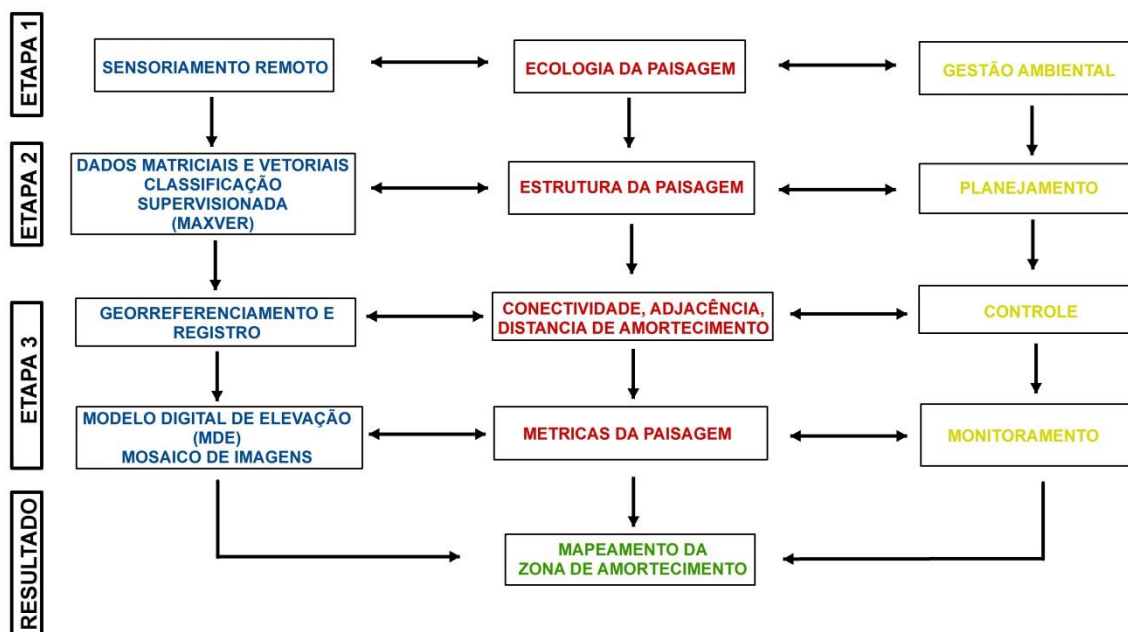 ETAPA 1
SENSORIAMENTO REMOTO
ECOLOGIA DA PAISAGEM
GESTÃO AMBIENTAL
ETAPA 2
DADOS MATRICIAIS E VETORIAIS
CLASSIFICAÇÃO
SUPERVISIONADA
(MAXVER)
ESTRUTURA DA PAISAGEM
PLANEJAMENTO
ETAPA 3
GEORREFERENCIAMENTO E
REGISTRO
CONECTIVIDADE, ADJACÊNCIA,
DISTANCIA DE AMORTECIMENTO
CONTROLE
MODELO DIGITAL DE ELEVAÇÃO
(MDE)
MOSAICO DE IMAGENS
METRICAS DA PAISAGEM
MONITORAMENTO
RESULTADO
MAPEAMENTO DA
ZONA DE AMORTECIMENTO